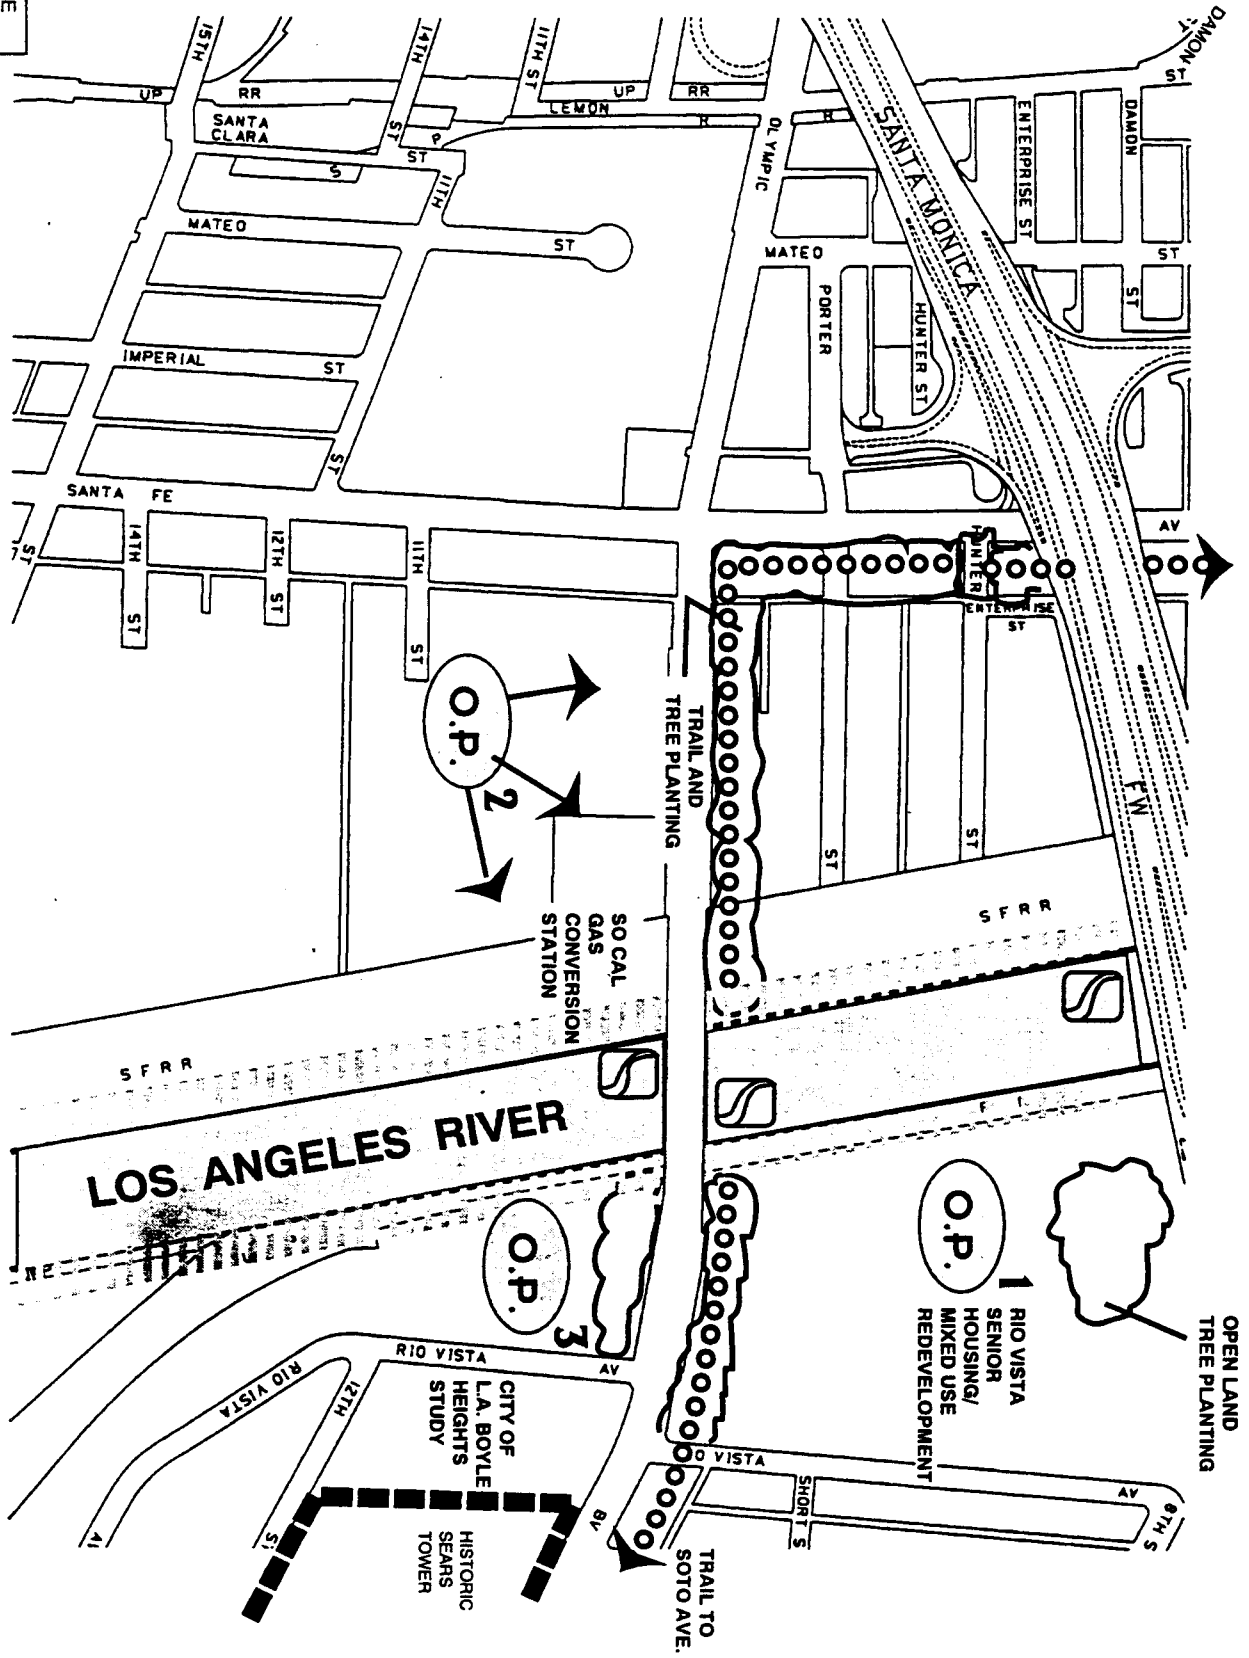 E
DAMON
ST
15TH
14TH
11TH ST
ST
UP
RR
UP
RR
LEMON
SANTA
CLARA
ST
P
R
R
ST
S
11TH
OLYMPIC
SANTA MONICA
FW
ENTERPRISE ST
DAMON
ST
MATEO
ST
MATEO
ST
PORTER
HUNTER ST
IMPERIAL
ST
ST
SANTA FE
AV
ST
14TH
ST
12TH
ST
11TH
ST
HUNTER
ENTERPRISE
ST
ST
ST
O.P.
2
TRAIL AND
TREE PLANTING
SO CAL
GAS
CONVERSION
STATION
SFRR
SFRR
LOS ANGELES RIVER
O.P.
1
RIO VISTA
SENIOR
HOUSING/
MIXED USE
REDEVELOPMENT
OPEN LAND
TREE PLANTING
O.P.
3
RIO VISTA
AV
RIO VISTA
12TH
CITY OF
L.A. BOYLE
HEIGHTS
STUDY
HISTORIC
SEARS
TOWER
BV
O VISTA
AV
SHORT S
8TH S
TRAIL TO
SOTO AVE.